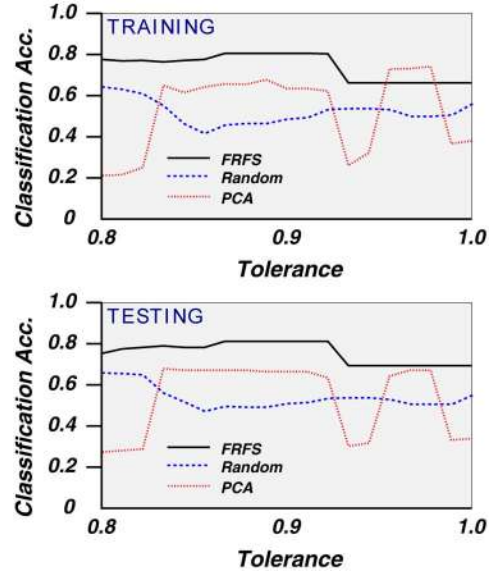 1.0
TRAINING
0.8
0.6
0.4
0.2
0
Classification Acc.
FRFS
Random
PCA
0.8
0.9
1.0
Tolerance
1.0
TESTING
0.8
0.6
0.4
0.2
0
Classification Acc.
FRFS
Random
PCA
0.8
0.9
1.0
Tolerance